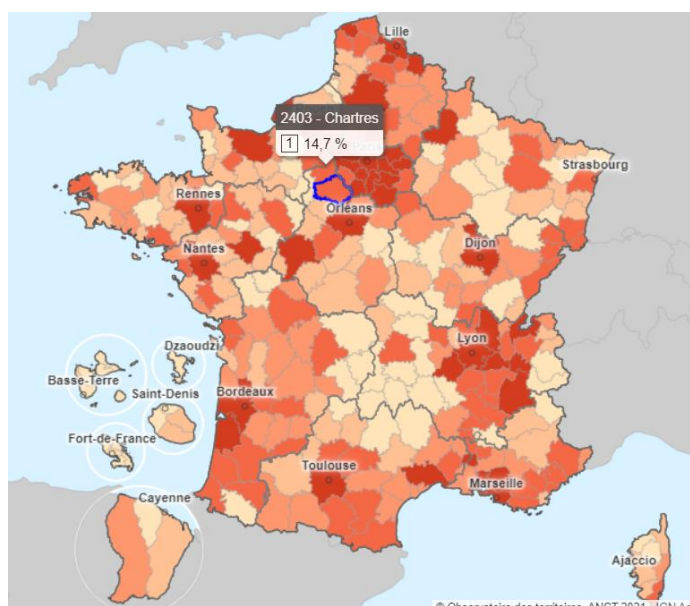 Lille
2403 - Chartres
1 14,7 %
Strasbourg
Rennes
Orléans
Nantes
Dijon
Dzaoudzi
Lyon
Basse-Terre
Saint-Denis
Bordeaux
Fort-de-France
Toulouse
Marseille
Cayenne
Ajaccio
© Observatoire des territoires, ANCT 2021 - IGN